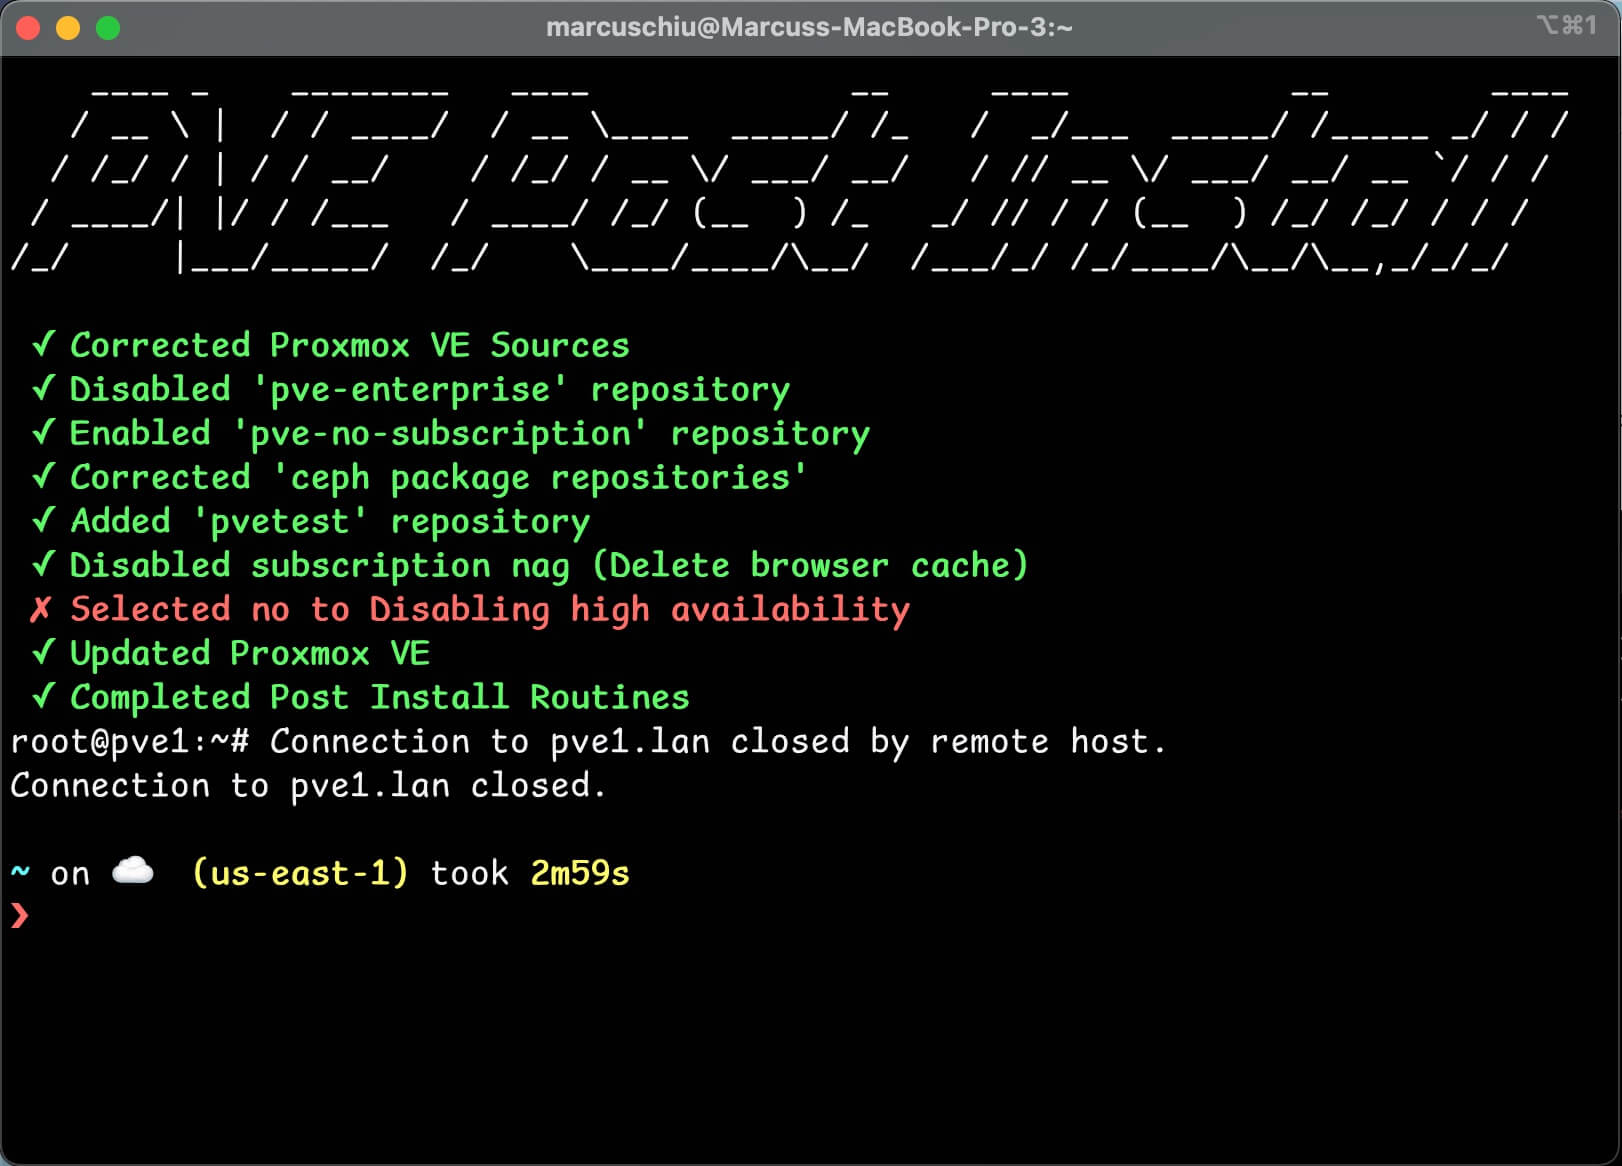 marcuschiu@Marcuss-MacBook-Pro-3:~ ⌥⌘1
PVE Post Install
✓ Corrected Proxmox VE Sources
✓ Disabled 'pve-enterprise' repository
✓ Enabled 'pve-no-subscription' repository
✓ Corrected 'ceph package repositories'
✓ Added 'pvetest' repository
✓ Disabled subscription nag (Delete browser cache)
✗ Selected no to Disabling high availability
✓ Updated Proxmox VE
✓ Completed Post Install Routines
root@pve1:~# Connection to pve1.lan closed by remote host.
Connection to pve1.lan closed.
~ on ☁️ (us-east-1) took 2m59s
❯